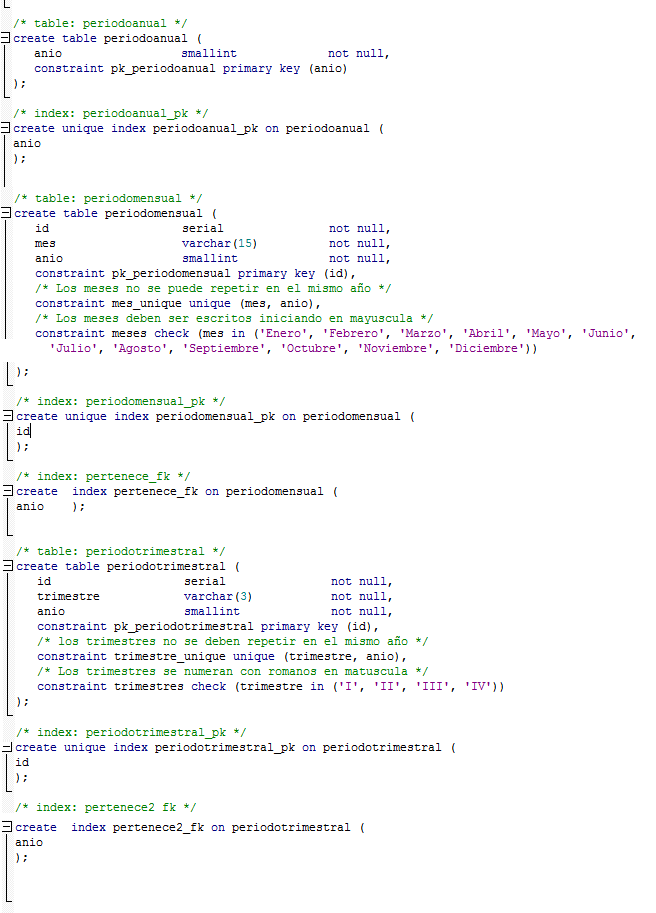 /* table: periodoanual */
create table periodoanual (
anio smallint not null,
constraint pk_periodoanual primary key (anio)
);
/* index: periodoanual_pk */
create unique index periodoanual_pk on periodoanual (
anio
);
/* table: periodomensual */
create table periodomensual (
id serial not null,
mes varchar(15) not null,
anio smallint not null,
constraint pk_periodomensual primary key (id),
/* Los meses no se puede repetir en el mismo año */
constraint mes_unique unique (mes, anio),
/* Los meses deben ser escritos iniciando en mayuscula */
constraint meses check (mes in ('Enero', 'Febrero', 'Marzo', 'Abril', 'Mayo', 'Junio',
'Julio', 'Agosto', 'Septiembre', 'Octubre', 'Noviembre', 'Diciembre'))
);
/* index: periodomensual_pk */
create unique index periodomensual_pk on periodomensual (
id
);
/* index: pertenece_fk */
create  index pertenece_fk on periodomensual (
anio    );
/* table: periodotrimestral */
create table periodotrimestral (
id serial not null,
trimestre varchar(3) not null,
anio smallint not null,
constraint pk_periodotrimestral primary key (id),
/* los trimestres no se deben repetir en el mismo año */
constraint trimestre_unique unique (trimestre, anio),
/* Los trimestres se numeran con romanos en matuscula */
constraint trimestres check (trimestre in ('I', 'II', 'III', 'IV'))
);
/* index: periodotrimestral_pk */
create unique index periodotrimestral_pk on periodotrimestral (
id
);
/* index: pertenece2 fk */
create  index pertenece2_fk on periodotrimestral (
anio
);